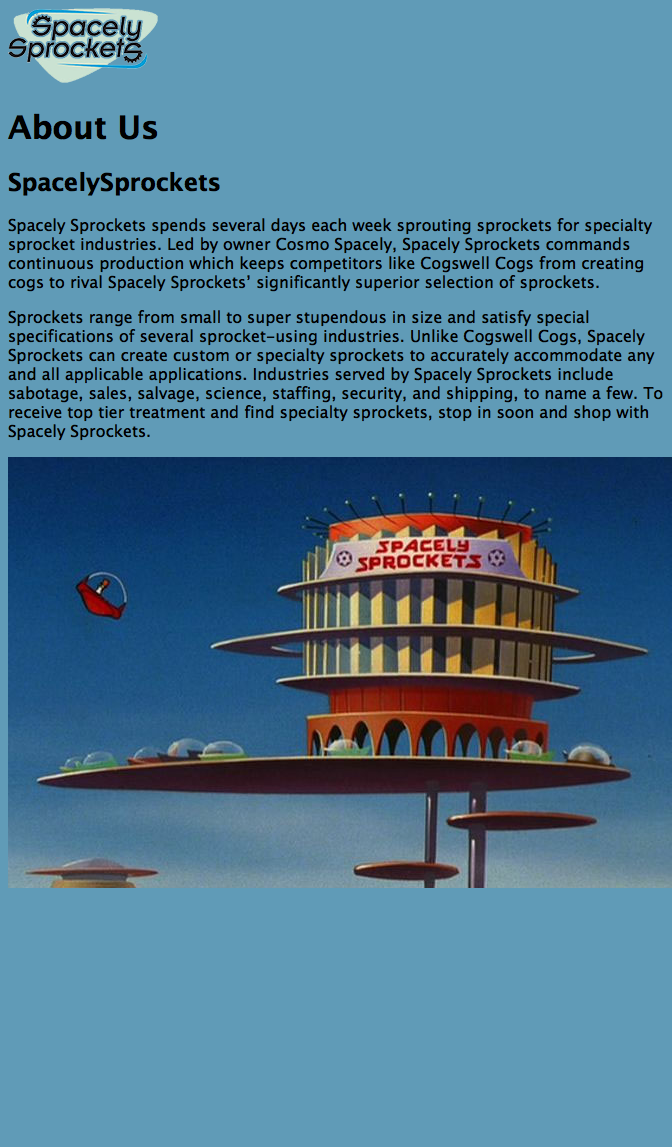 Spacely
Sprockets
About Us
SpacelySprockets
Spacely Sprockets spends several days each week sprouting sprockets for specialty
sprocket industries. Led by owner Cosmo Spacely, Spacely Sprockets commands
continuous production which keeps competitors like Cogswell Cogs from creating
cogs to rival Spacely Sprockets’ significantly superior selection of sprockets.
Sprockets range from small to super stupendous in size and satisfy special
specifications of several sprocket-using industries. Unlike Cogswell Cogs, Spacely
Sprockets can create custom or specialty sprockets to accurately accommodate any
and all applicable applications. Industries served by Spacely Sprockets include
sabotage, sales, salvage, science, staffing, security, and shipping, to name a few. To
receive top tier treatment and find specialty sprockets, stop in soon and shop with
Spacely Sprockets.
SPACELY
SPROCKETS